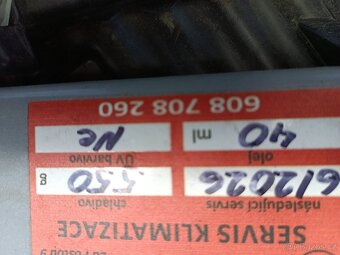 SERVIS KLIMATIZACE
následující servis
chladivo
6/2026
550 g
olej
UV barvivo
40 ml
Ne
608 708 260